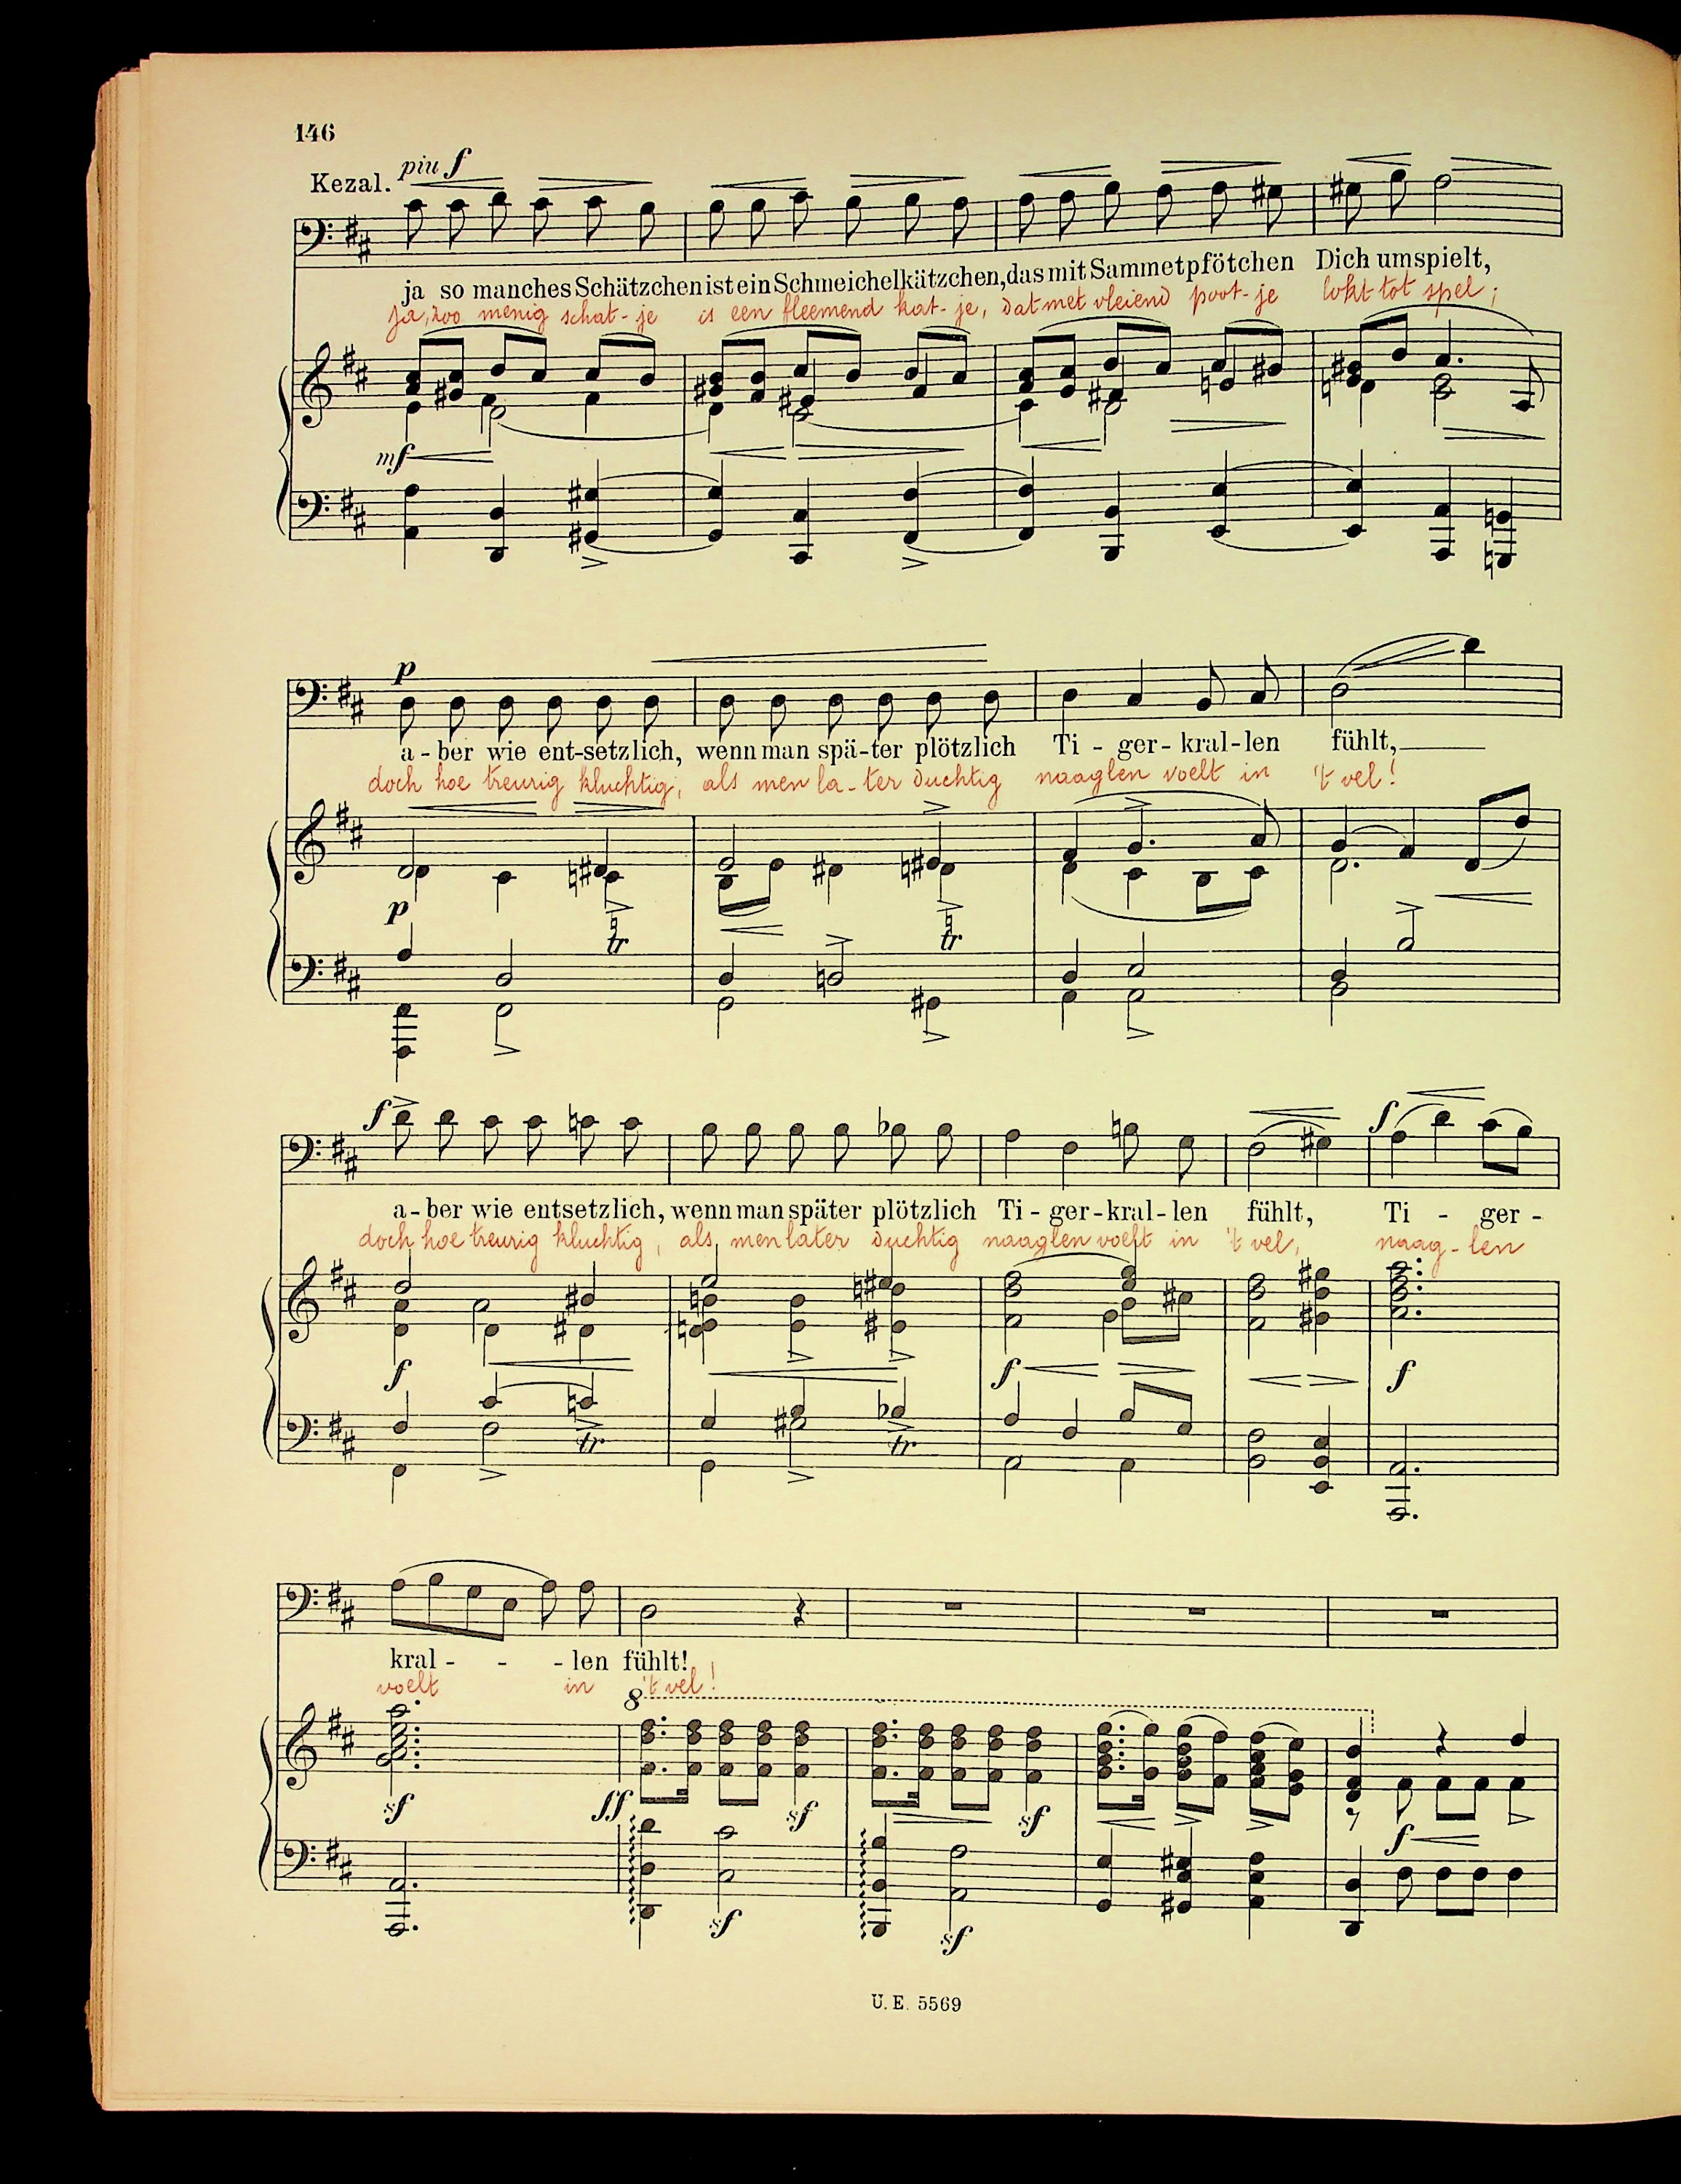 146
Kezal.
più f
ja so manches Schätzchen ist ein Schmeichelkätzchen, das mit Sammetpfötchen Dich umspielt,
ja, zoo menig schat-je is een fleemend kat-je, dat met vleiend poot-je lokt tot spel;
mf
p
a-ber wie ent-setzlich, wenn man spä-ter plötzlich Ti-ger-kral-len fühlt,
doch hoe treurig kluchtig, als men la-ter duchtig naaglen voelt in 't vel!
p
tr tr
f f
a-ber wie entsetzlich, wenn man später plötzlich Ti-ger-kral-len fühlt, Ti - ger -
doch hoe treurig kluchtig, als men later duchtig naaglen voelt in 't vel, naag-len
f f f
tr tr
kral - - - len fühlt!
voelt in 't vel!
8
sf ff sf sf f
sf sf
U.E. 5569